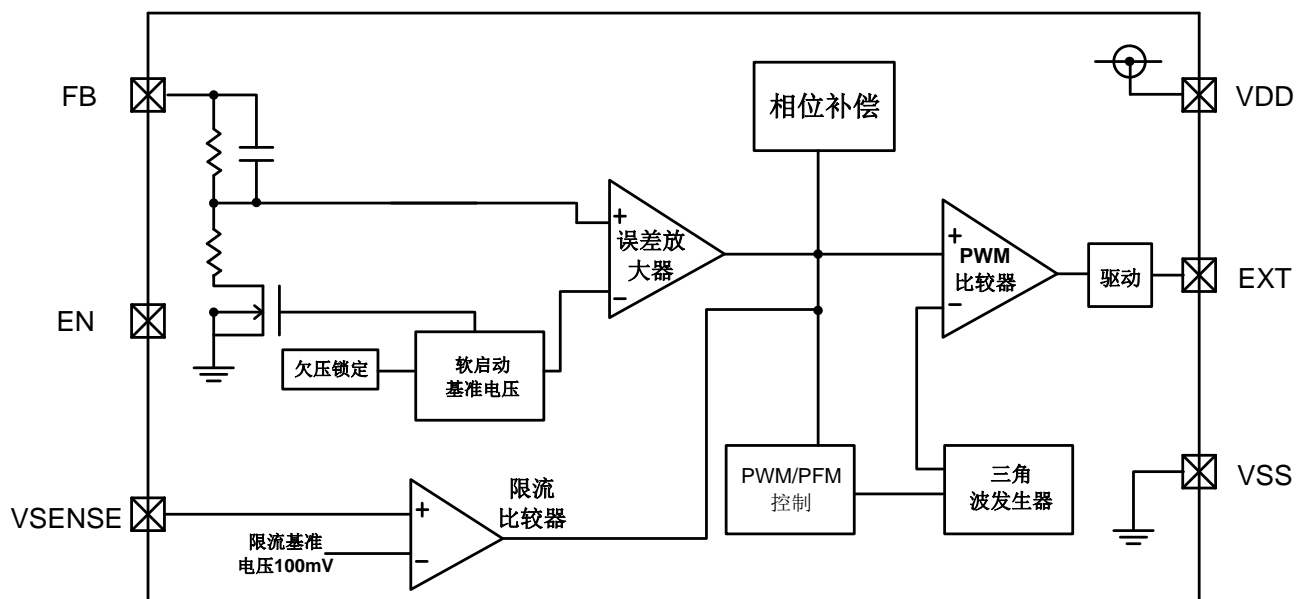 FB
相位补偿
VDD
+
误差放
大器
−
+
PWM
比较器
−
驱动
EXT
EN
欠压锁定
软启动
基准电压
VSENSE
+
−
限流
比较器
限流基准
电压100mV
PWM/PFM
控制
三角
波发生器
VSS